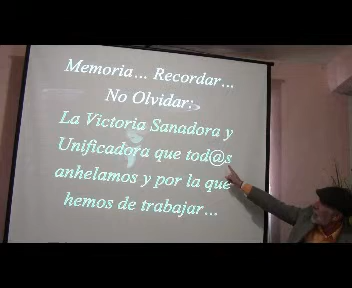 Memoria... Recordar...
No Olvidar:
La Victoria Sanadora y
Unificadora que tod@s
anhelamos y por la que
hemos de trabajar...